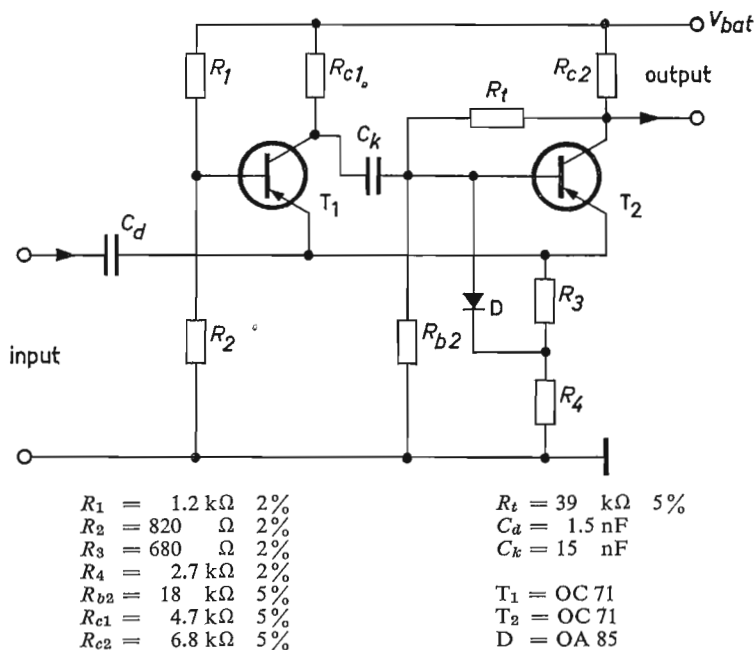 V_bat
R_1
R_c1
R_c2
output
R_t
C_k
T_1
T_2
C_d
R_3
D
R_2
R_b2
input
R_4
R_1 = 1.2 kΩ 2%
R_2 = 820 Ω 2%
R_3 = 680 Ω 2%
R_4 = 2.7 kΩ 2%
R_b2 = 18 kΩ 5%
R_c1 = 4.7 kΩ 5%
R_c2 = 6.8 kΩ 5%
R_t = 39 kΩ 5%
C_d = 1.5 nF
C_k = 15 nF
T_1 = OC 71
T_2 = OC 71
D = OA 85